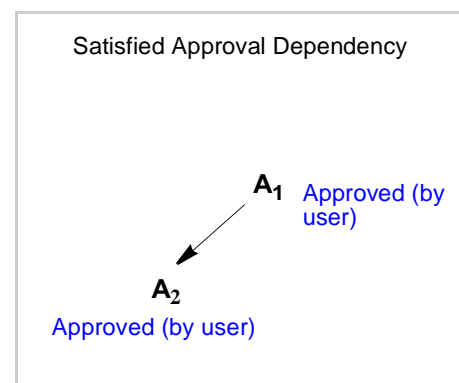 Satisfied Approval Dependency
A1 Approved (by
user)
A2
Approved (by user)